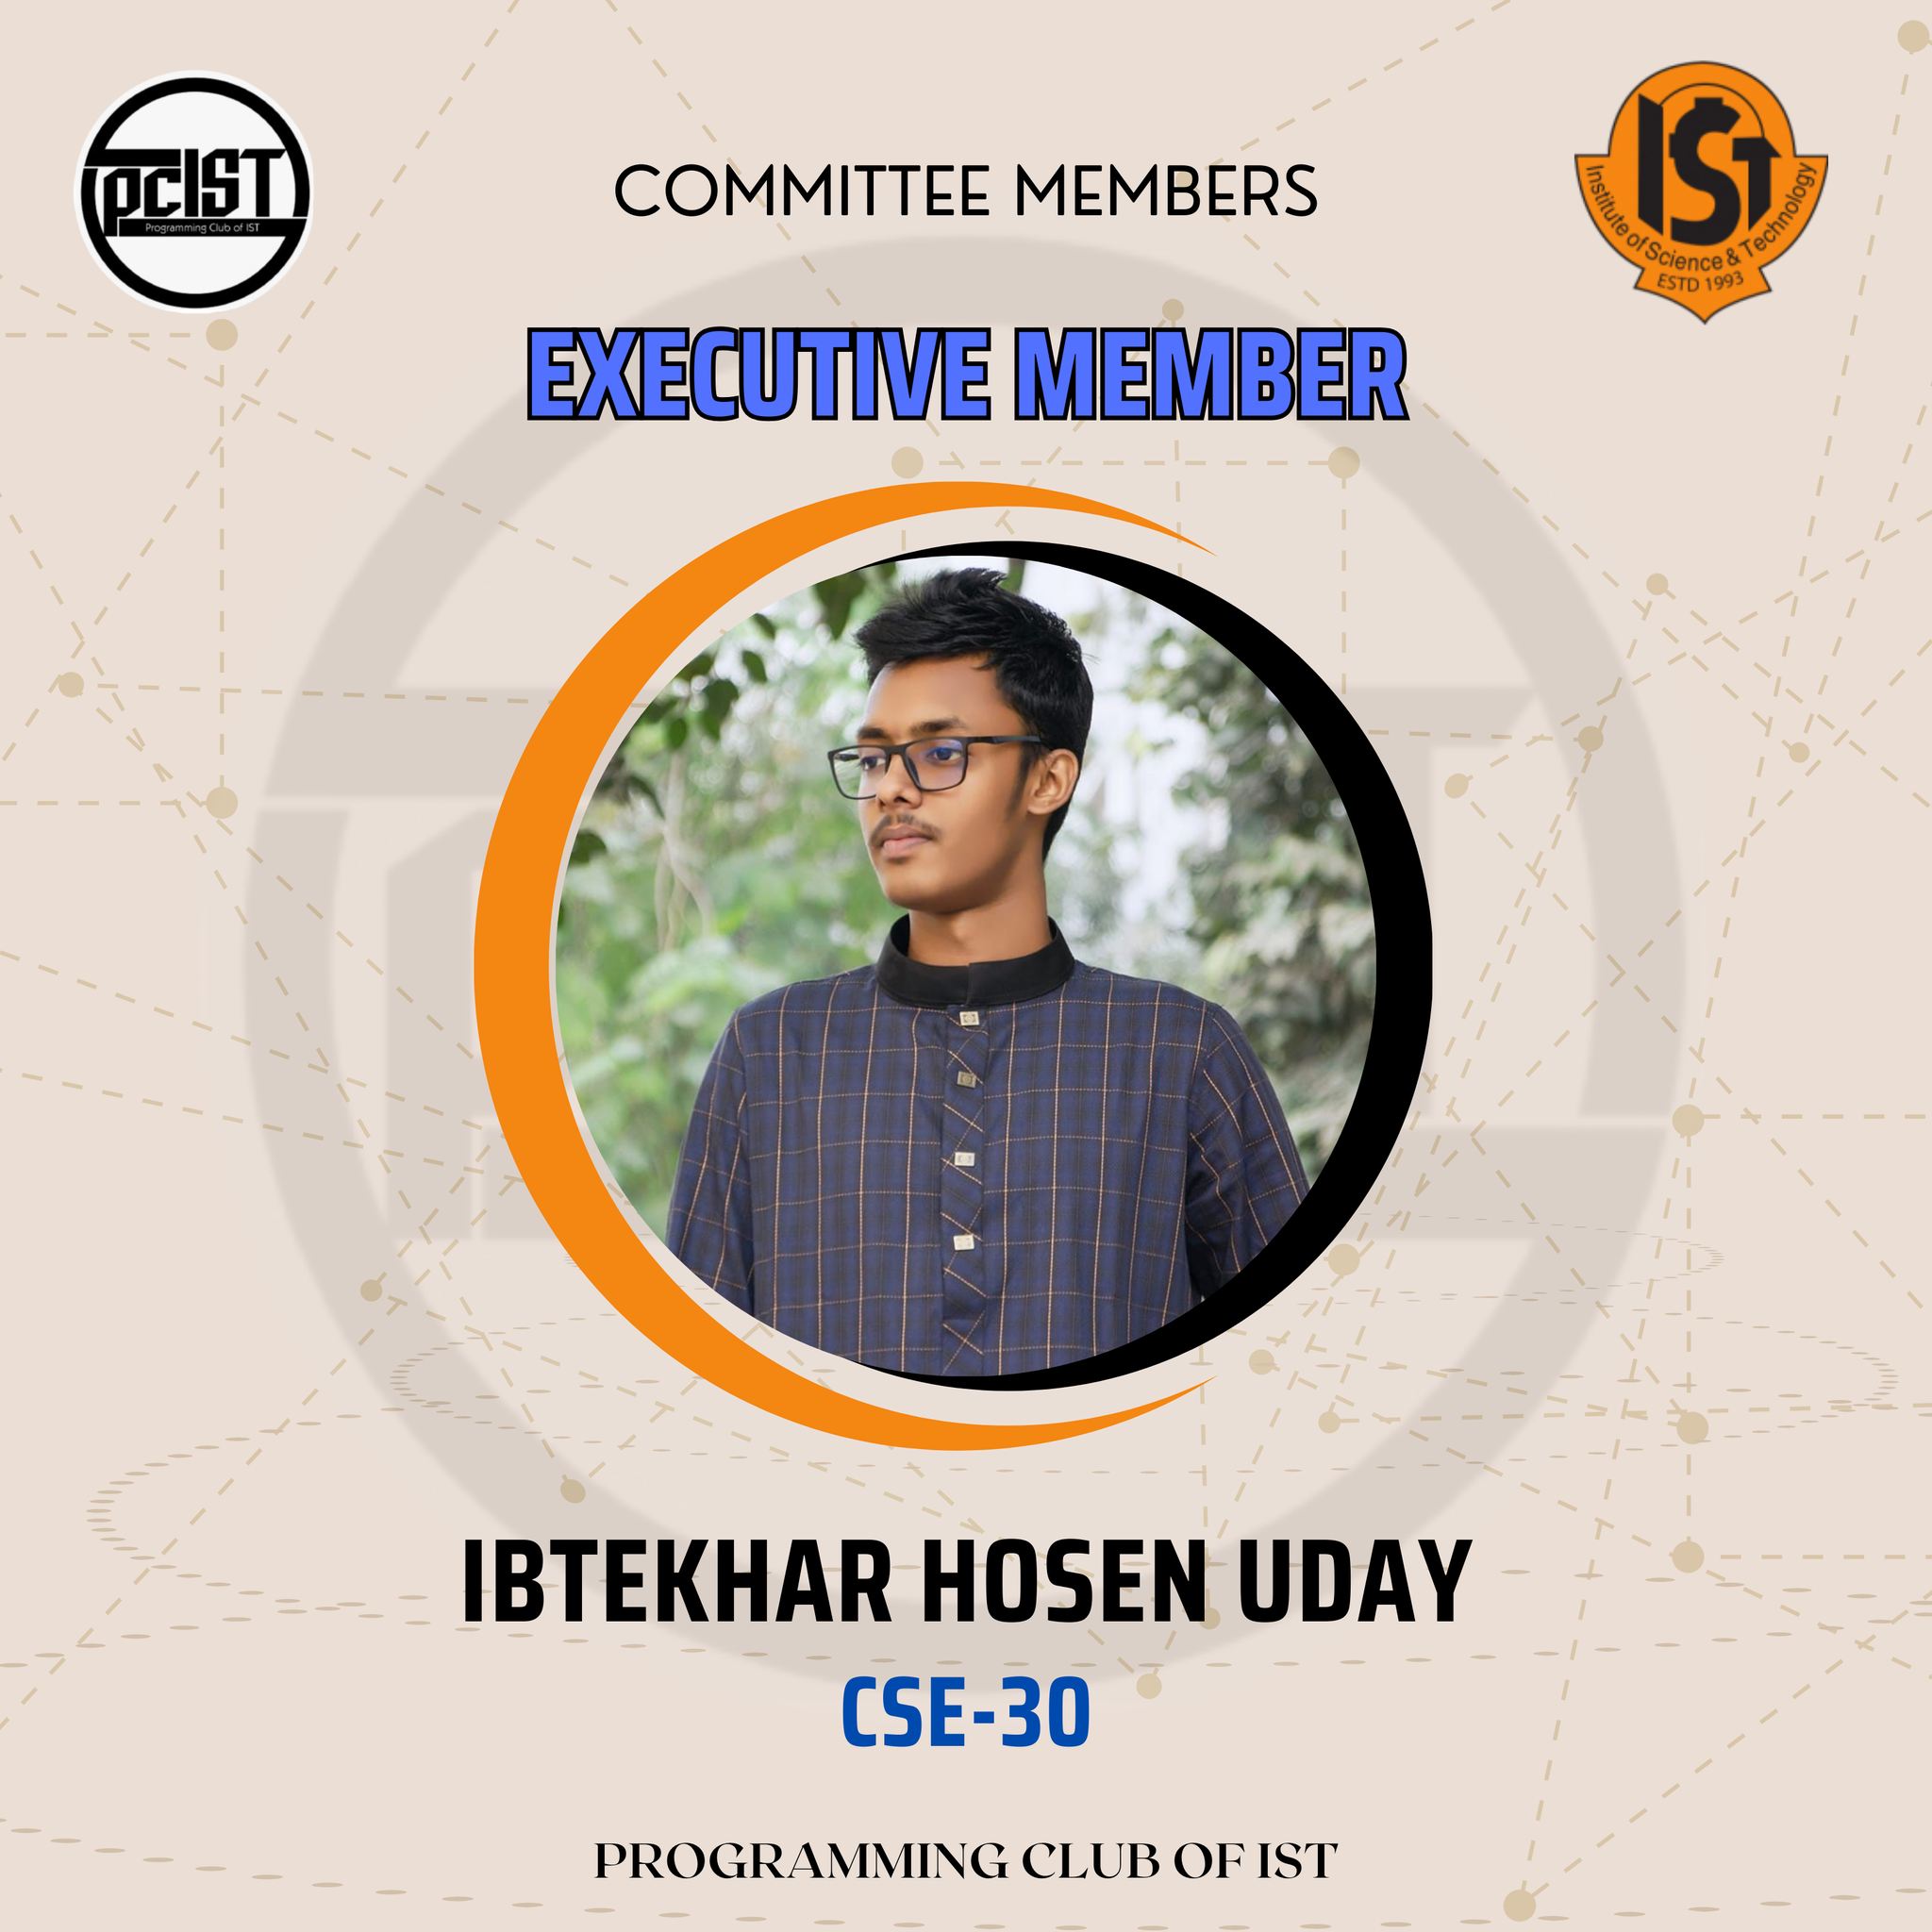 pcIST
Programming Club of IST
COMMITTEE MEMBERS
IST
Institute of Science & Technology
ESTD 1993
EXECUTIVE MEMBER
IBTEKHAR HOSEN UDAY
CSE-30
PROGRAMMING CLUB OF IST